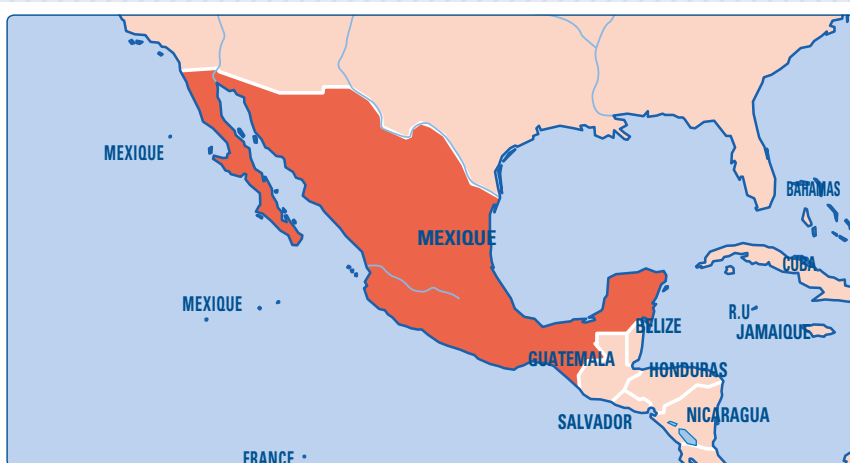 MEXIQUE
BAHAMAS
MEXIQUE
CUBA
MEXIQUE
R.U
BELIZE
JAMAIQUE
GUATEMALA
HONDURAS
SALVADOR
NICARAGUA
FRANCE